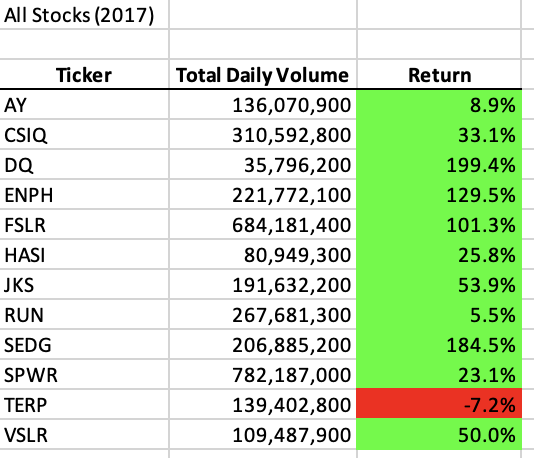 All Stocks (2017)
Ticker Total Daily Volume Return
AY 136,070,900 8.9%
CSIQ 310,592,800 33.1%
DQ 35,796,200 199.4%
ENPH 221,772,100 129.5%
FSLR 684,181,400 101.3%
HASI 80,949,300 25.8%
JKS 191,632,200 53.9%
RUN 267,681,300 5.5%
SEDG 206,885,200 184.5%
SPWR 782,187,000 23.1%
TERP 139,402,800 -7.2%
VSLR 109,487,900 50.0%